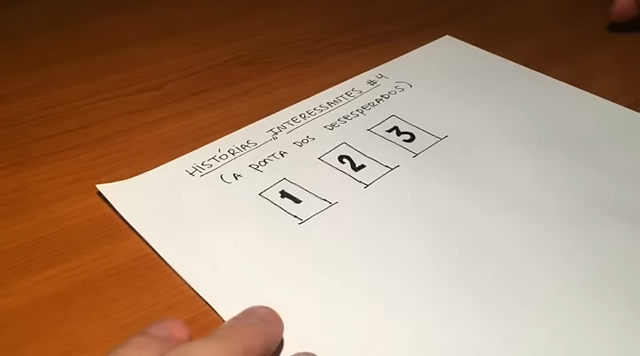 HISTÓRIAS INTERESSANTES #4
(A PORTA DOS DESESPERADOS)
1 2 3